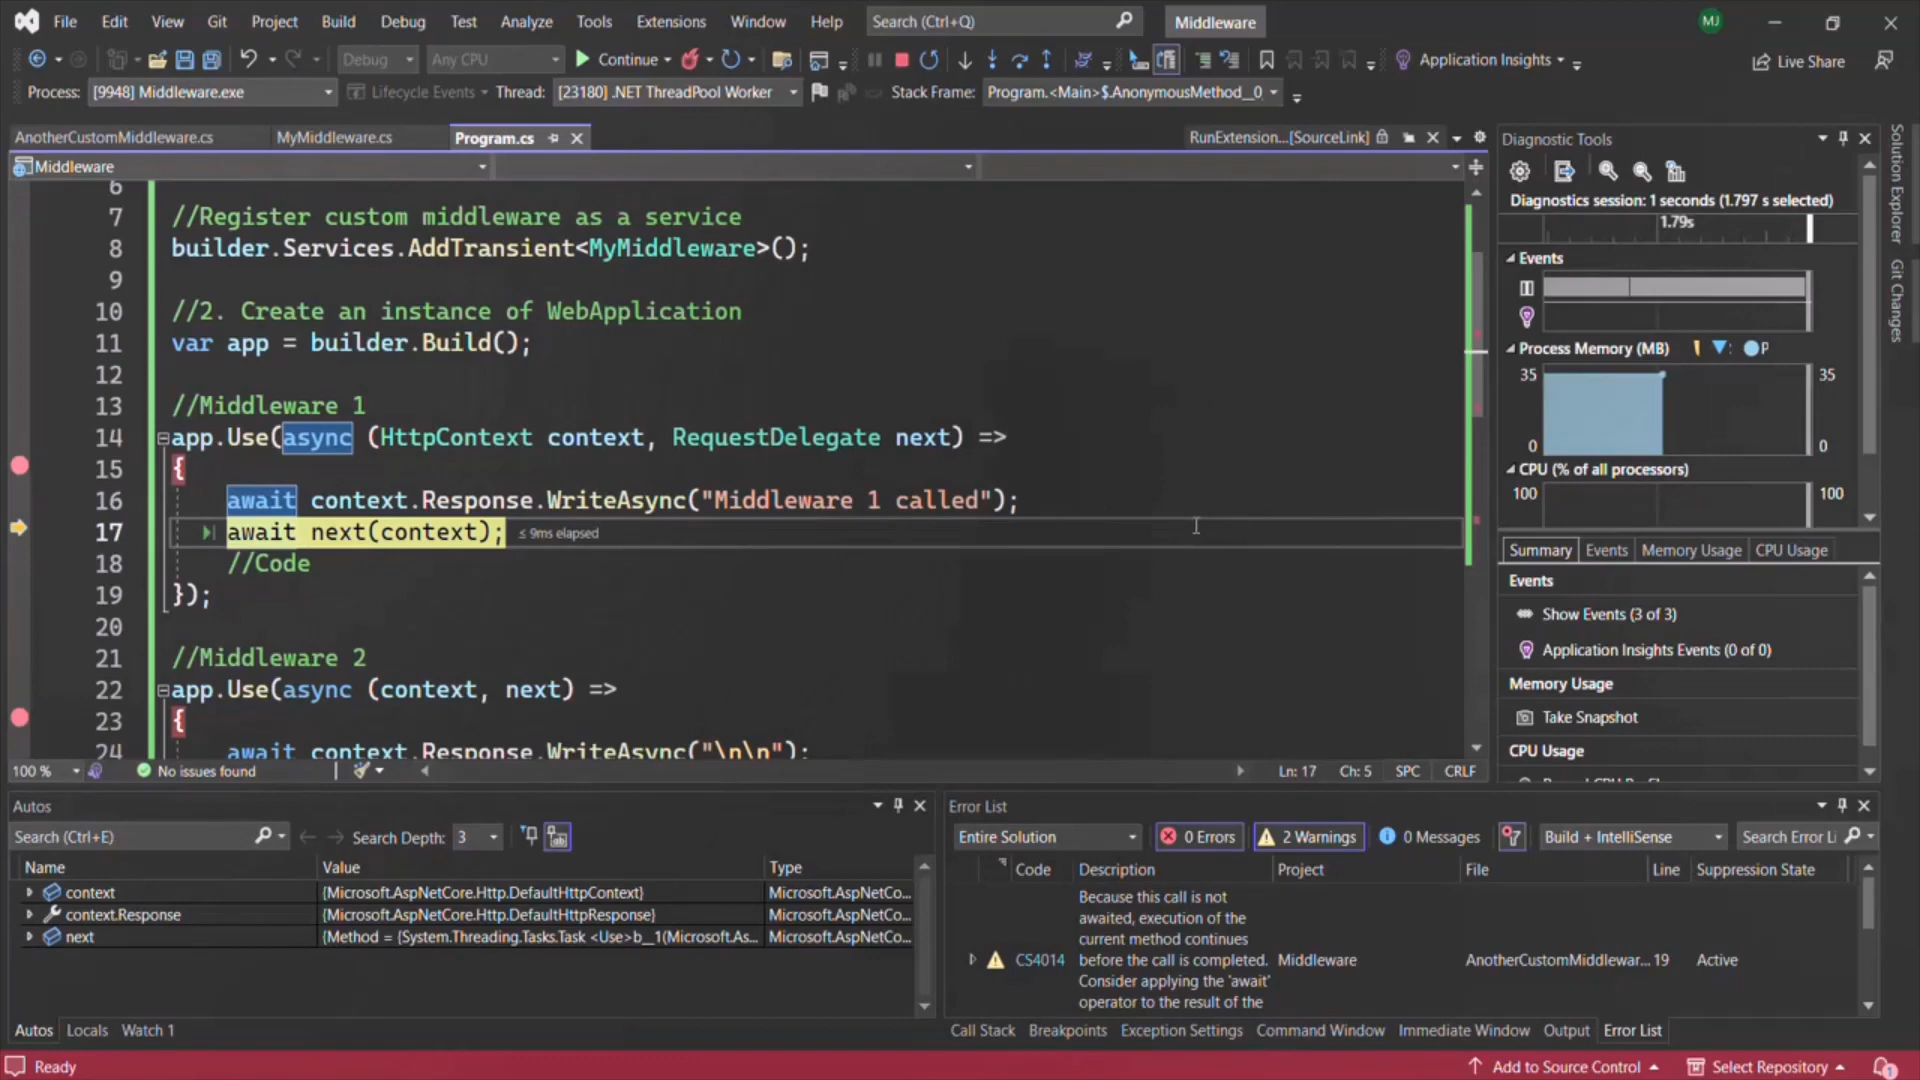 File Edit View Git Project Build Debug Test Analyze Tools Extensions Window Help Search (Ctrl+Q) Middleware MJ
Debug Any CPU Continue Application Insights Live Share
Process: [9948] Middleware.exe Lifecycle Events Thread: [23180] .NET ThreadPool Worker Stack Frame: Program.<Main>$.AnonymousMethod__0
AnotherCustomMiddleware.cs MyMiddleware.cs Program.cs RunExtension...[SourceLink]
Middleware
6
7 //Register custom middleware as a service
8 builder.Services.AddTransient<MyMiddleware>();
9
10 //2. Create an instance of WebApplication
11 var app = builder.Build();
12
13 //Middleware 1
14 app.Use(async (HttpContext context, RequestDelegate next) =>
15 {
16 await context.Response.WriteAsync("Middleware 1 called");
17 await next(context); ≤ 9ms elapsed
18 //Code
19 });
20
21 //Middleware 2
22 app.Use(async (context, next) =>
23 {
24 await context.Response.WriteAsync("\n\n");
100 % No issues found Ln: 17 Ch: 5 SPC CRLF
Diagnostic Tools
Diagnostics session: 1 seconds (1.797 s selected)
1.79s
Events
Process Memory (MB) P
35 35
0 0
CPU (% of all processors)
100 100
Summary Events Memory Usage CPU Usage
Events
Show Events (3 of 3)
Application Insights Events (0 of 0)
Memory Usage
Take Snapshot
CPU Usage
Solution Explorer
Git Changes
Autos
Search (Ctrl+E) Search Depth: 3
Name Value Type
context {Microsoft.AspNetCore.Http.DefaultHttpContext} Microsoft.AspNetCo...
context.Response {Microsoft.AspNetCore.Http.DefaultHttpResponse} Microsoft.AspNetCo...
next {Method = {System.Threading.Tasks.Task <Use>b__1(Microsoft.As... Microsoft.AspNetCo...
Autos Locals Watch 1
Error List
Entire Solution 0 Errors 2 Warnings 0 Messages Build + IntelliSense Search Error Li
Code Description Project File Line Suppression State
Because this call is not
awaited, execution of the
current method continues
CS4014 before the call is completed. Middleware AnotherCustomMiddlewar... 19 Active
Consider applying the 'await'
operator to the result of the
Call Stack Breakpoints Exception Settings Command Window Immediate Window Output Error List
Ready Add to Source Control Select Repository 1